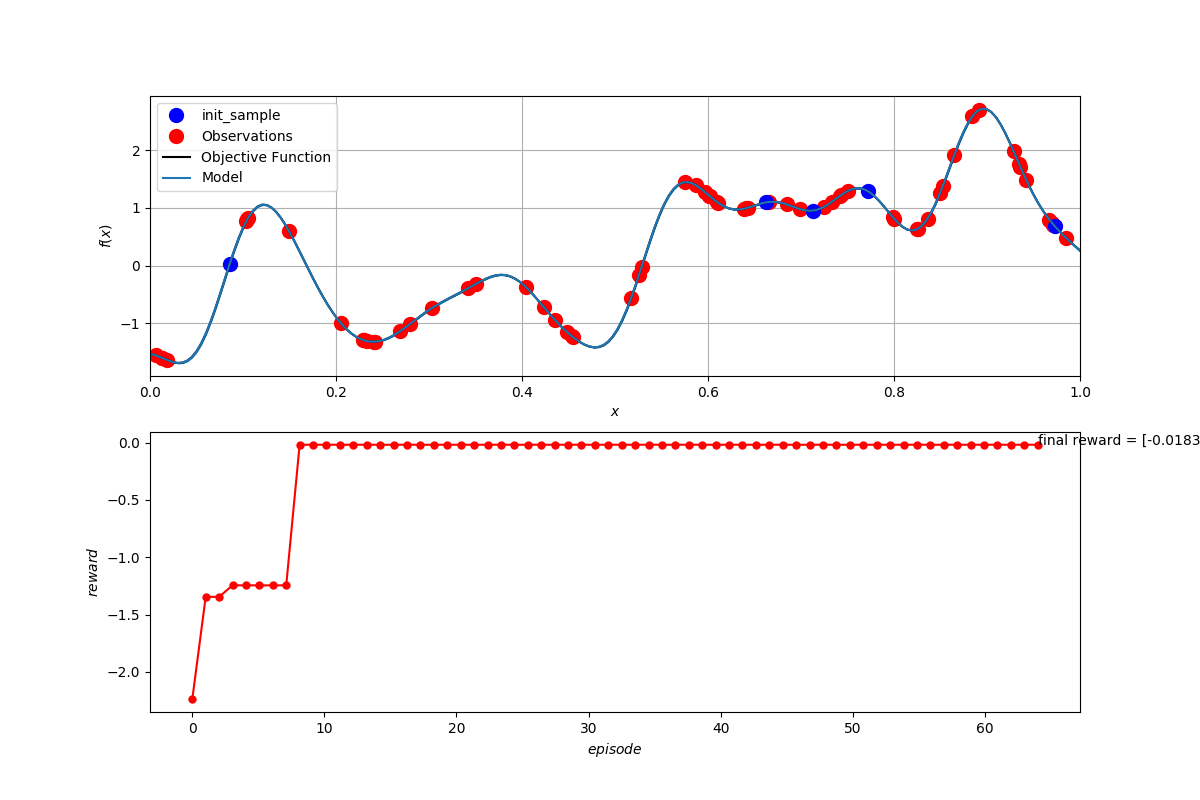 init_sample
Observations
Objective Function
Model
2
1
0
−1
f(x)
0.0 0.2 0.4 0.6 0.8 1.0
x
final reward = [-0.0183
0.0
−0.5
−1.0
−1.5
−2.0
reward
0 10 20 30 40 50 60
episode